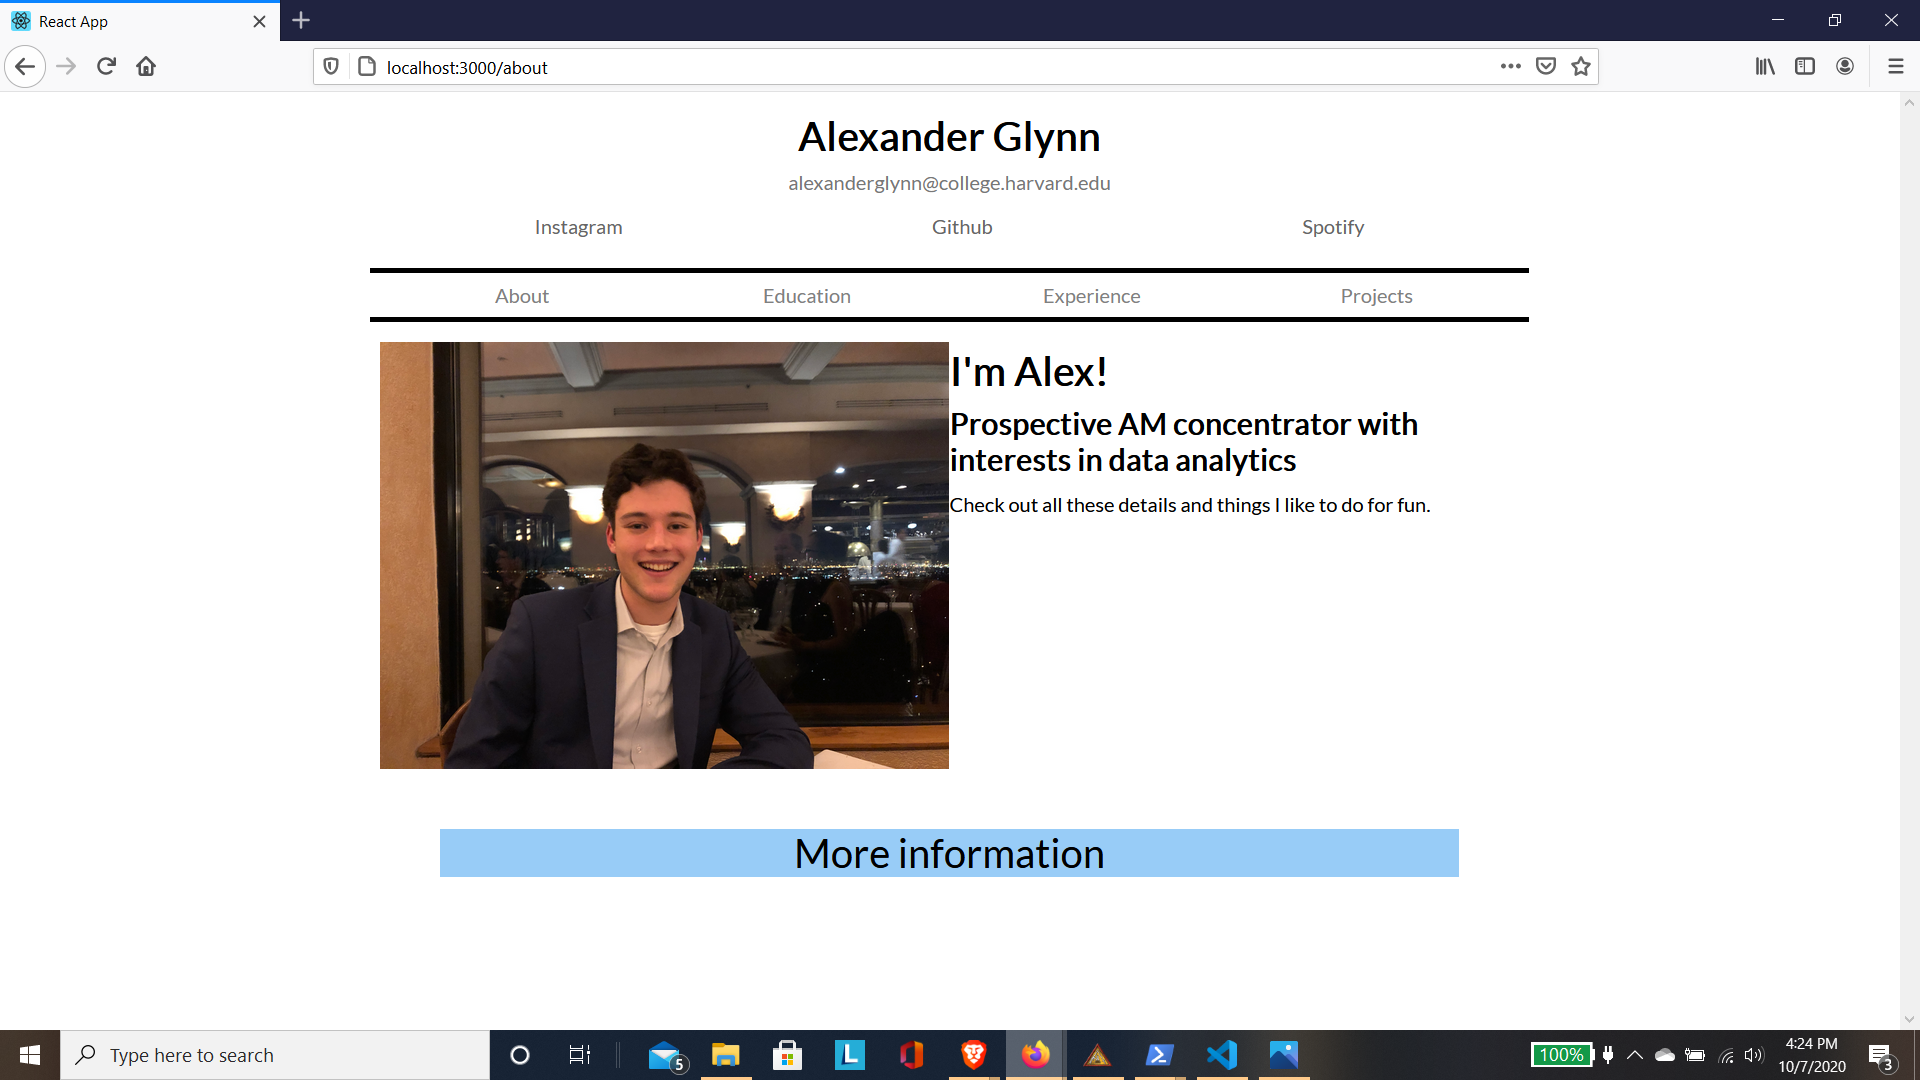 React App
localhost:3000/about
Alexander Glynn
alexanderglynn@college.harvard.edu
Instagram Github Spotify
About Education Experience Projects
I'm Alex!
Prospective AM concentrator with
interests in data analytics
Check out all these details and things I like to do for fun.
More information
Type here to search
5
L
100%
4:24 PM
10/7/2020
3